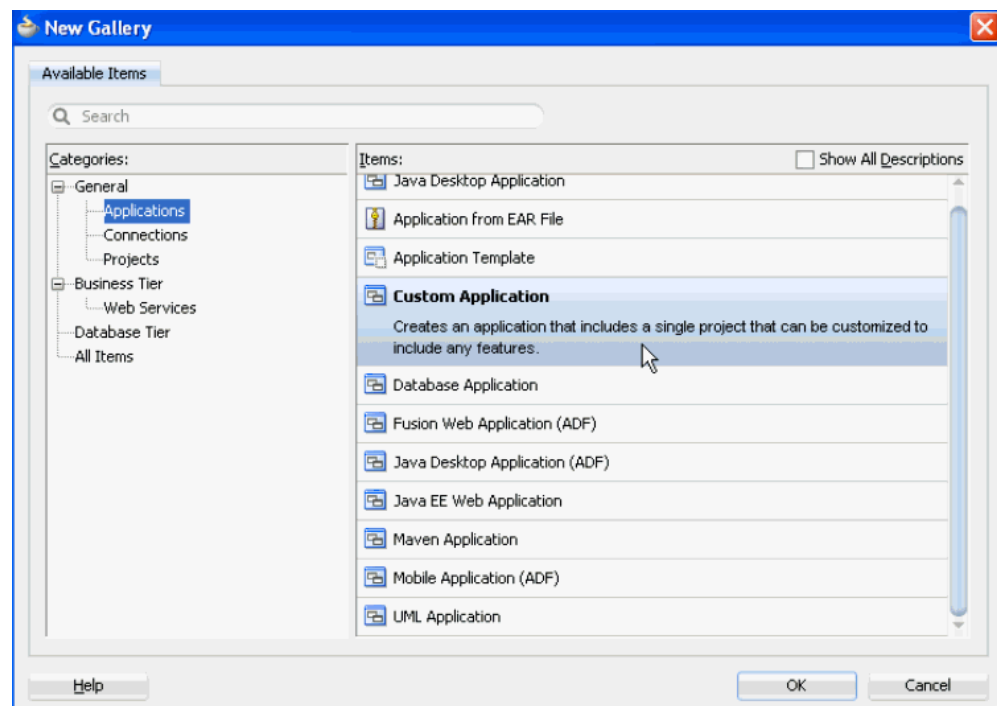 New Gallery
Available Items
Search
Categories:
General
Applications
Connections
Projects
Business Tier
Web Services
Database Tier
All Items
Items:
Show All Descriptions
Java Desktop Application
Application from EAR File
Application Template
Custom Application
Creates an application that includes a single project that can be customized to
include any features.
Database Application
Fusion Web Application (ADF)
Java Desktop Application (ADF)
Java EE Web Application
Maven Application
Mobile Application (ADF)
UML Application
Help
OK
Cancel